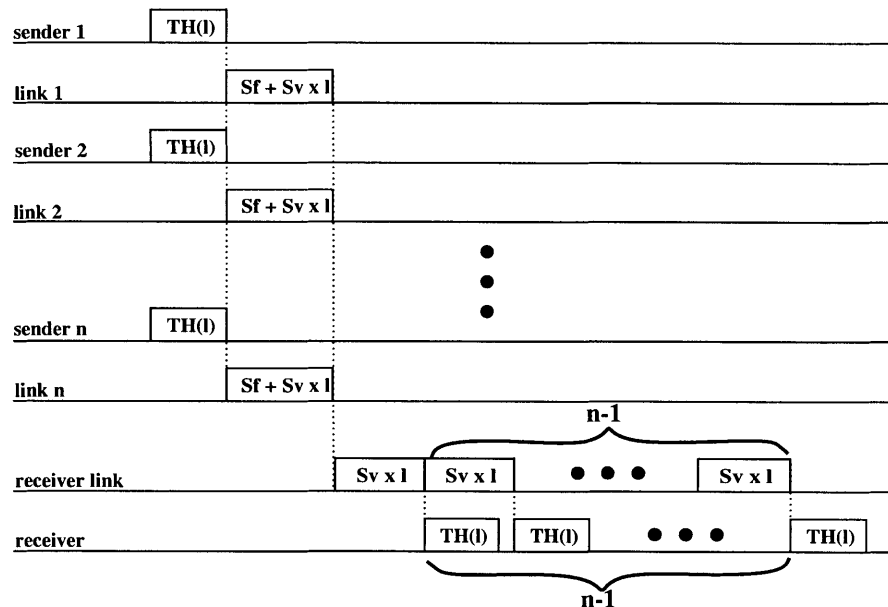 sender 1 TH(l)
link 1 Sf + Sv x l
sender 2 TH(l)
link 2 Sf + Sv x l
sender n TH(l)
link n Sf + Sv x l
n-1
receiver link Sv x l Sv x l Sv x l
receiver TH(l) TH(l) TH(l)
n-1